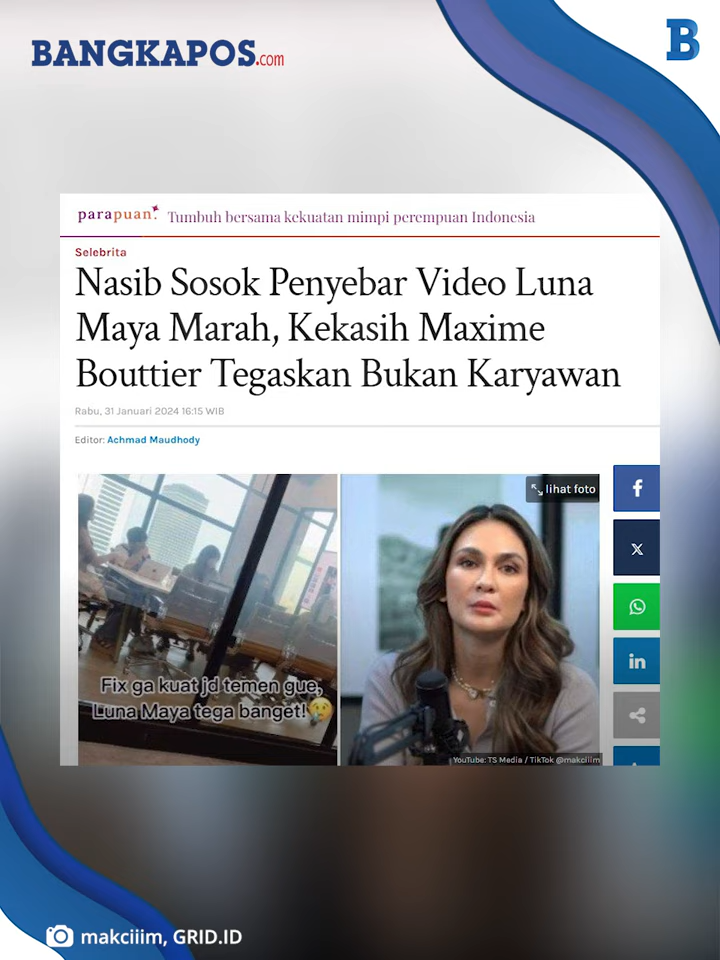 BANGKAPOS.com
B
parapuan. Tumbuh bersama kekuatan mimpi perempuan Indonesia
Selebrita
Nasib Sosok Penyebar Video Luna
Maya Marah, Kekasih Maxime
Bouttier Tegaskan Bukan Karyawan
Rabu, 31 Januari 2024 16:15 WIB
Editor: Achmad Maudhody
lihat foto
Fix ga kuat jd temen gue,
Luna Maya tega banget!😢
YouTube: TS Media / TikTok @makciiim
makciiim, GRID.ID